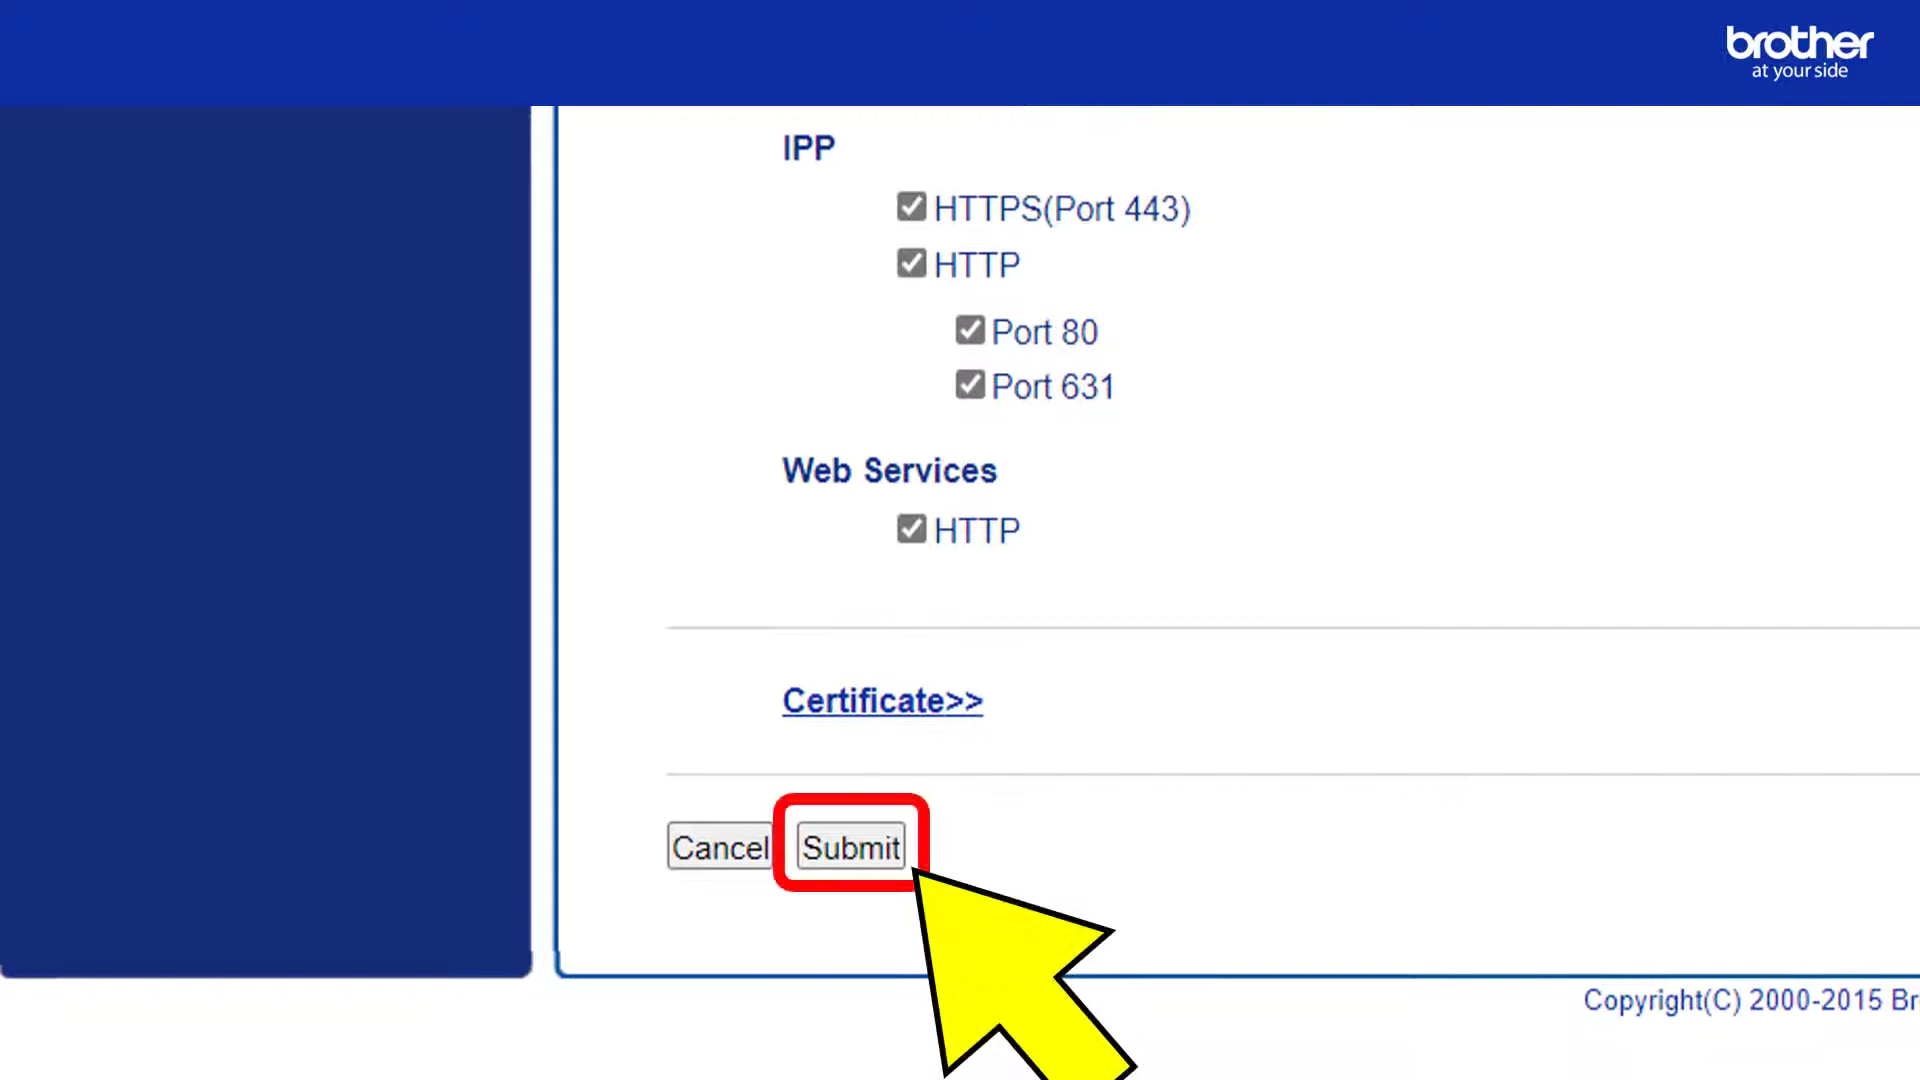 brother
at your side
IPP
HTTPS(Port 443)
HTTP
Port 80
Port 631
Web Services
HTTP
Certificate>>
Cancel Submit
Copyright(C) 2000-2015 Br